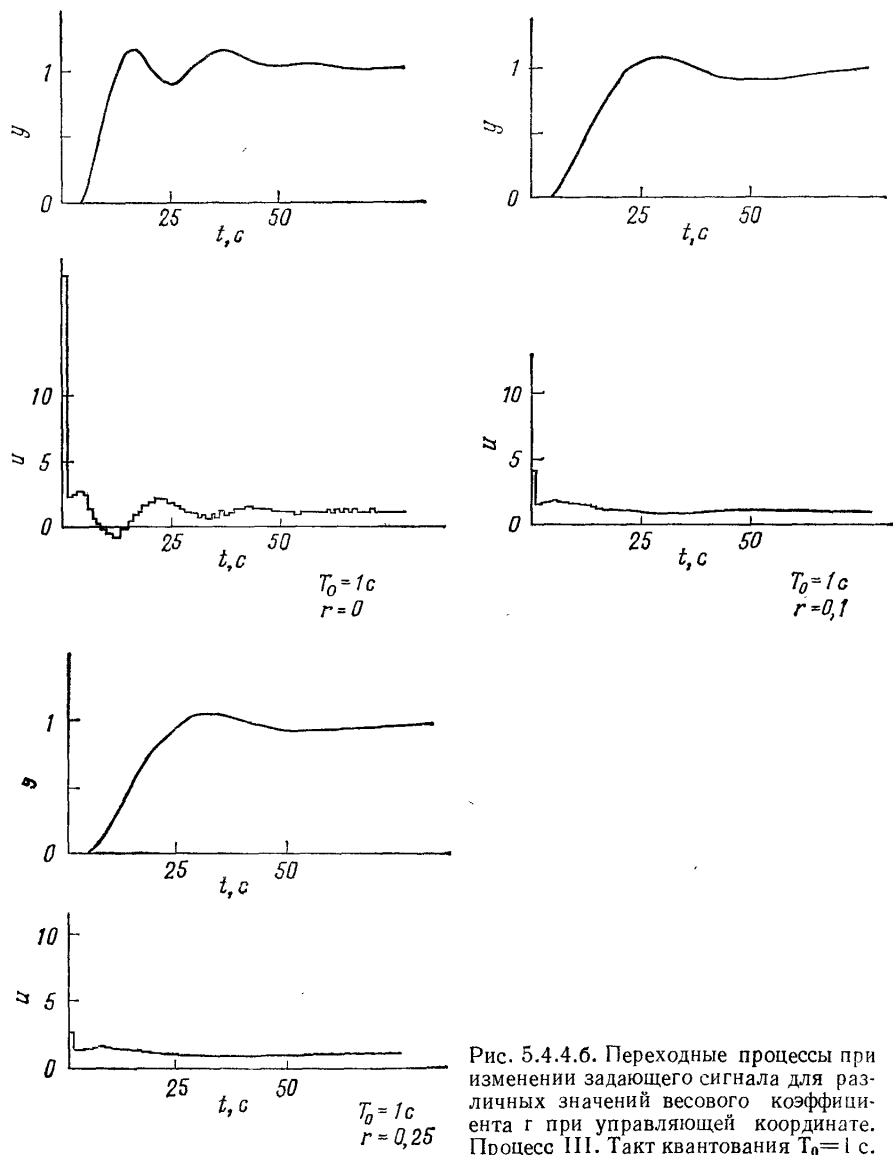 1
y
0
25
50
t, c
1
y
0
25
50
t, c
10
u
5
0
25
50
t, c
T₀ = 1c
r = 0
10
u
5
0
25
50
t, c
T₀ = 1c
r = 0,1
1
y
0
25
50
t, c
10
u
5
0
25
50
t, c
T₀ = 1c
r = 0,25
Рис. 5.4.4.б. Переходные процессы при
изменении задающего сигнала для раз-
личных значений весового коэффици-
ента r при управляющей координате.
Процесс III. Такт квантования T₀=1 с.